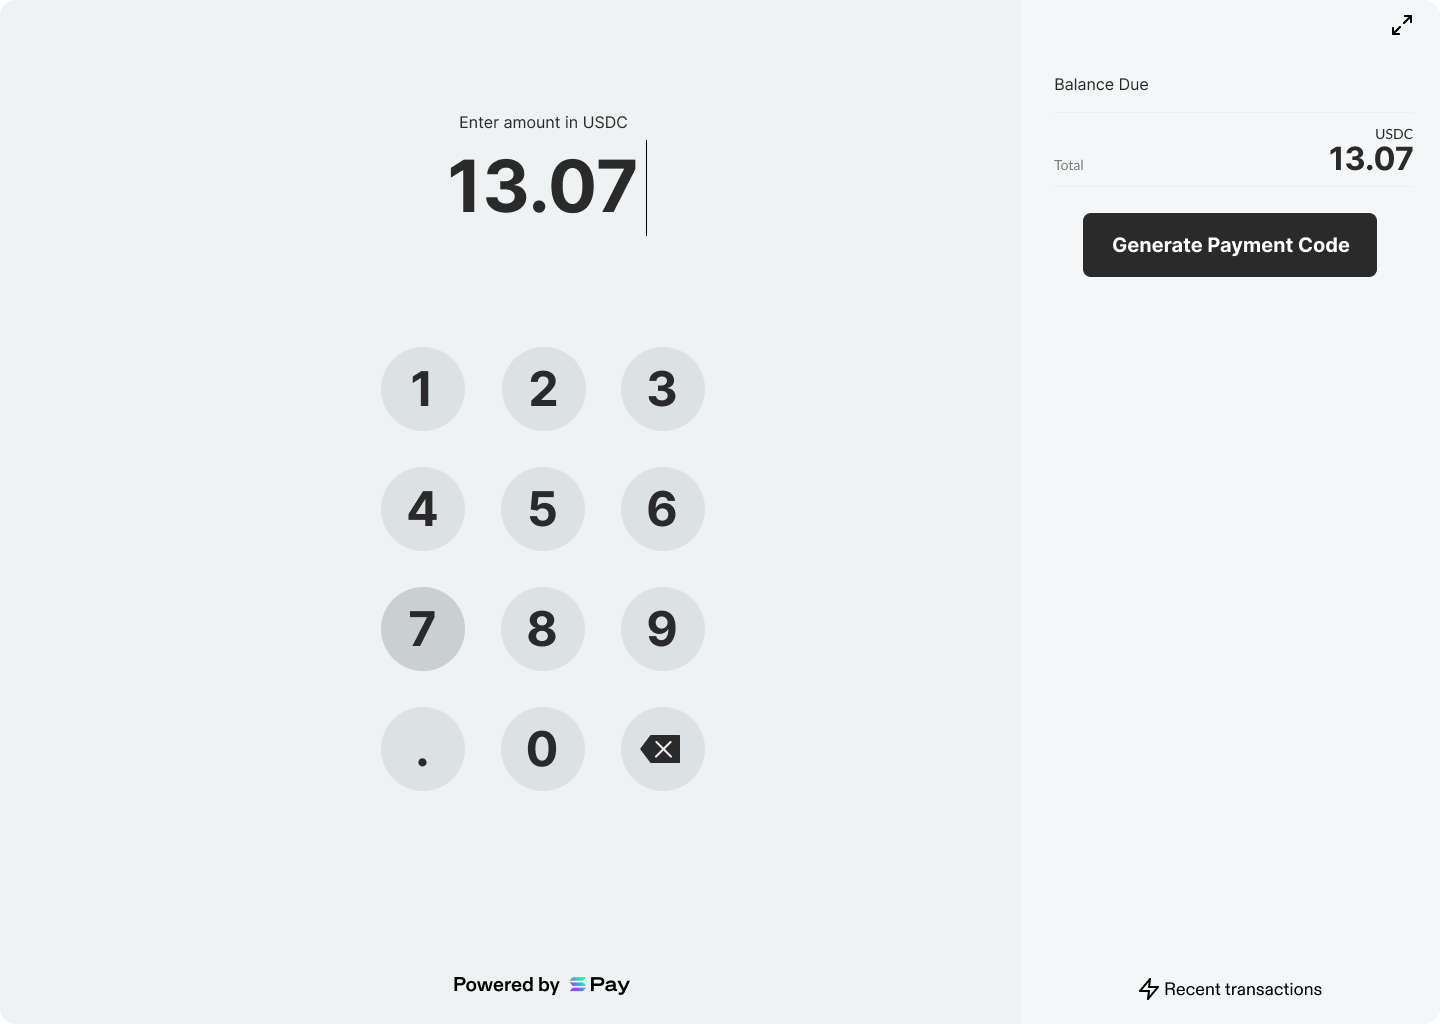 Enter amount in USDC
13.07
1 2 3
4 5 6
7 8 9
. 0
Powered by Pay
Balance Due
USDC
Total 13.07
Generate Payment Code
Recent transactions